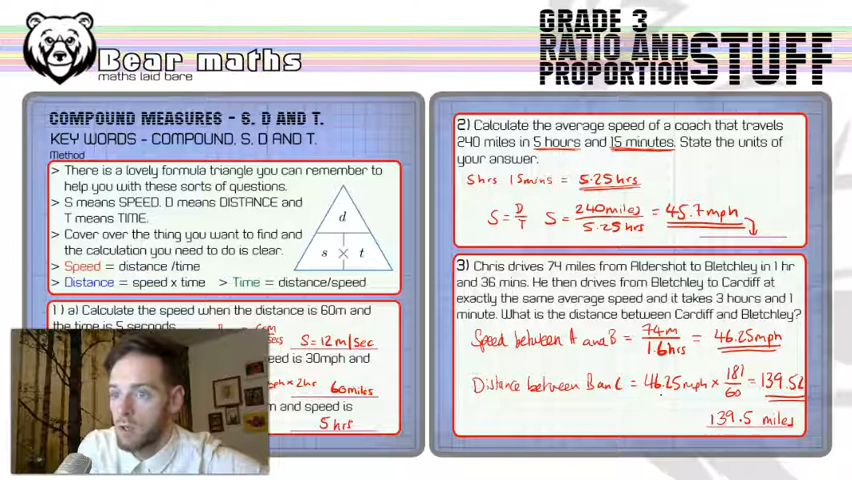 Bear maths
maths laid bare
GRADE 3
RATIO AND
PROPORTION
STUFF
COMPOUND MEASURES - S, D AND T.
KEY WORDS - COMPOUND, S, D AND T.
Method
> There is a lovely formula triangle you can remember to
help you with these sorts of questions.
> S means SPEED. D means DISTANCE and
T means TIME.
> Cover over the thing you want to find and
the calculation you need to do is clear.
> Speed = distance /time
> Distance = speed x time > Time = distance/speed
d
s × t
1) a) Calculate the speed when the distance is 60m and
the time is 5 seconds.
S=12m/sec
eed is 30mph and
ph×2hr 60miles
m and speed is
5 hrs
2) Calculate the average speed of a coach that travels
240 miles in 5 hours and 15 minutes. State the units of
your answer.
5hrs 15mins = 5.25hrs
S = D/T S = 240miles/5.25hrs = 45.7mph
3) Chris drives 74 miles from Aldershot to Bletchley in 1 hr
and 36 mins. He then drives from Bletchley to Cardiff at
exactly the same average speed and it takes 3 hours and 1
minute. What is the distance between Cardiff and Bletchley?
Speed between A and B = 74m/1.6hrs = 46.25mph
Distance between B and C = 46.25mph × 181/60 = 139.52
139.5 miles